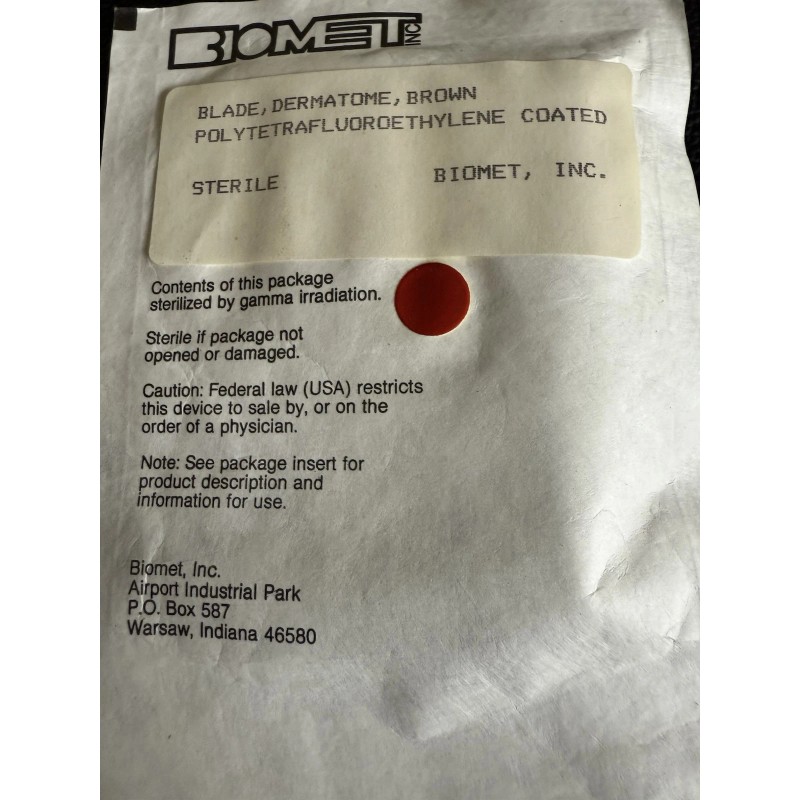 BIOMET INC
BLADE, DERMATOME, BROWN
POLYTETRAFLUOROETHYLENE COATED
STERILE BIOMET, INC.
Contents of this package
sterilized by gamma irradiation.
Sterile if package not
opened or damaged.
Caution: Federal law (USA) restricts
this device to sale by, or on the
order of a physician.
Note: See package insert for
product description and
information for use.
Biomet, Inc.
Airport Industrial Park
P.O. Box 587
Warsaw, Indiana 46580